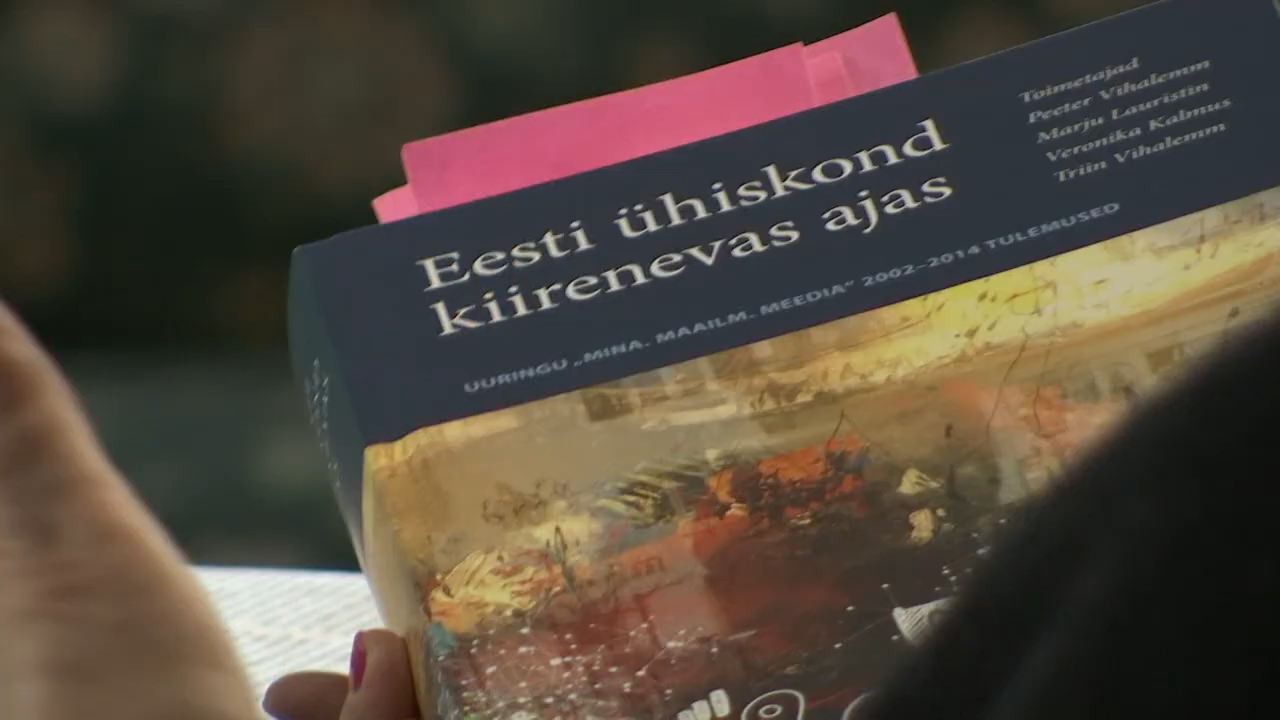 Eesti ühiskond
kiirenevas ajas
UURINGU „MINA. MAAILM. MEEDIA“ 2002–2014 TULEMUSED
Toimetajad
Peeter Vihalemm
Marju Lauristin
Veronika Kalmus
Triin Vihalemm